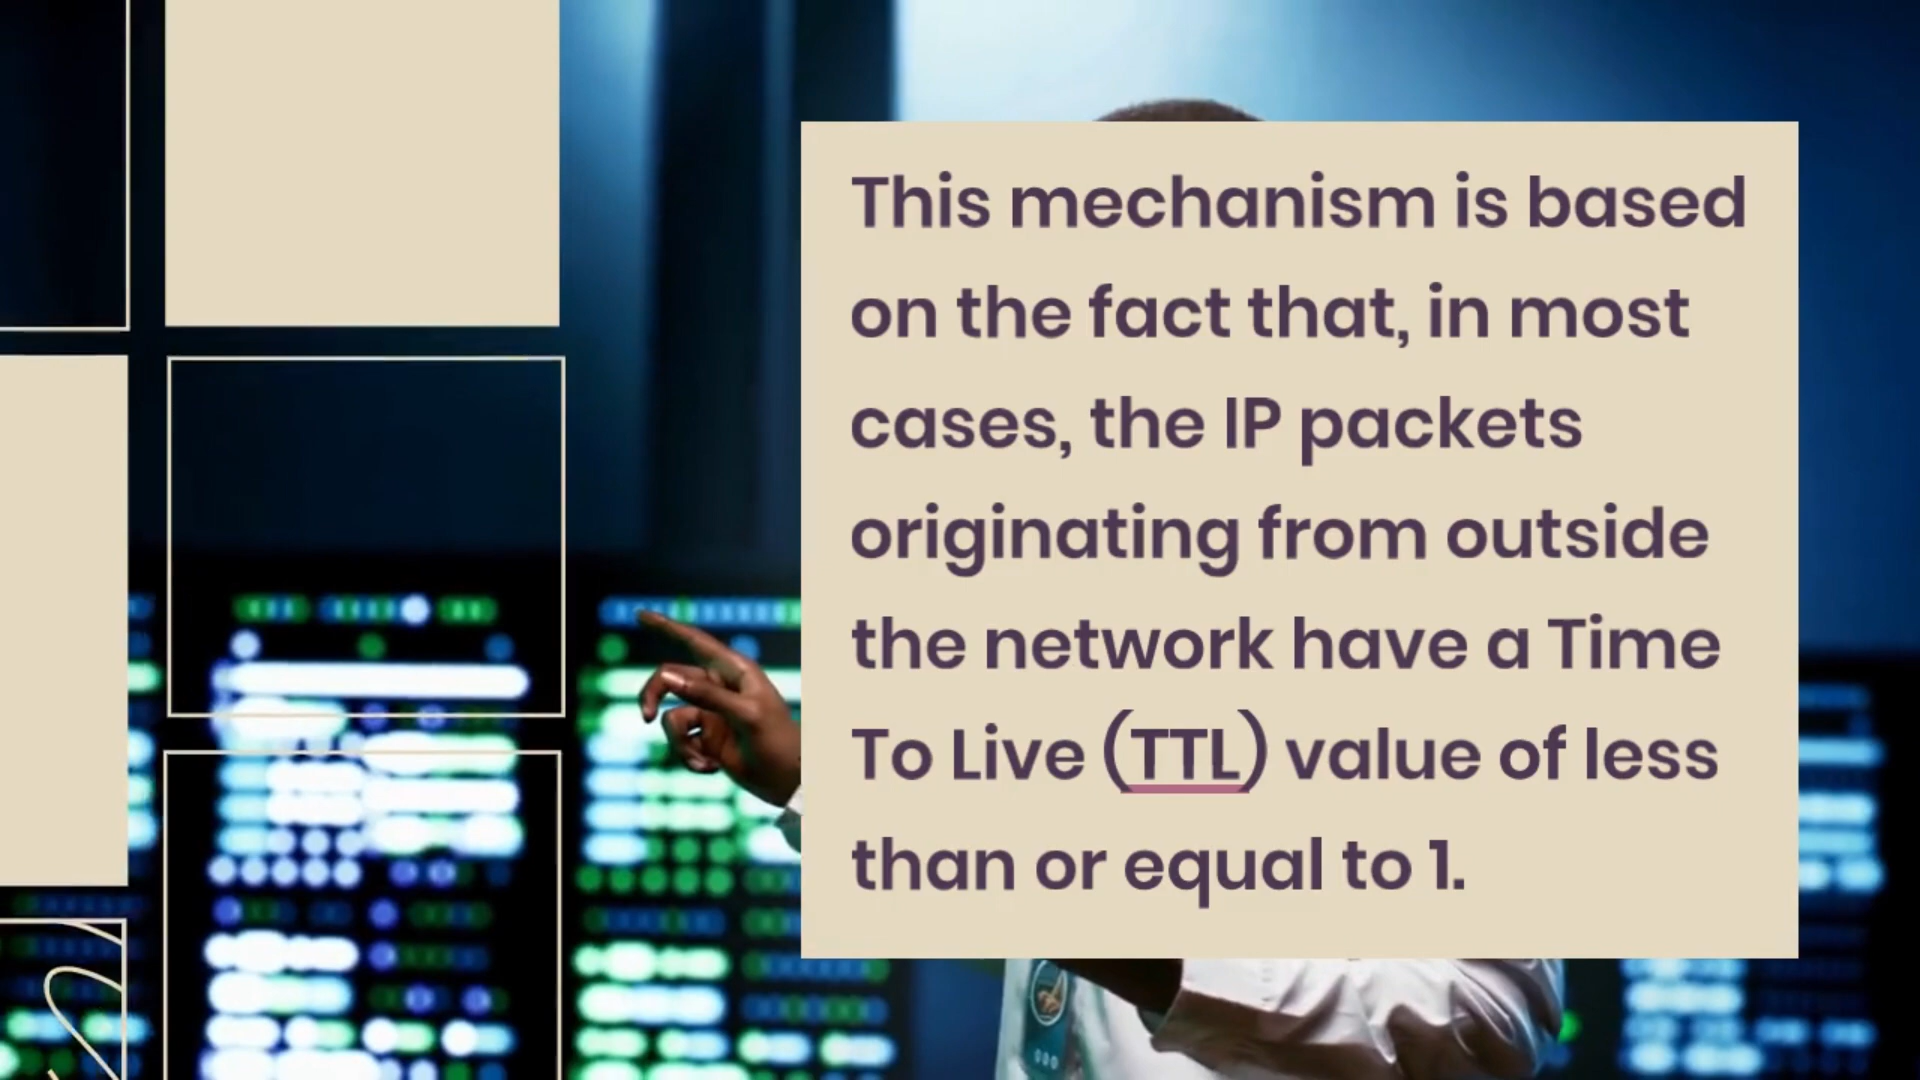 This mechanism is based
on the fact that, in most
cases, the IP packets
originating from outside
the network have a Time
To Live (TTL) value of less
than or equal to 1.